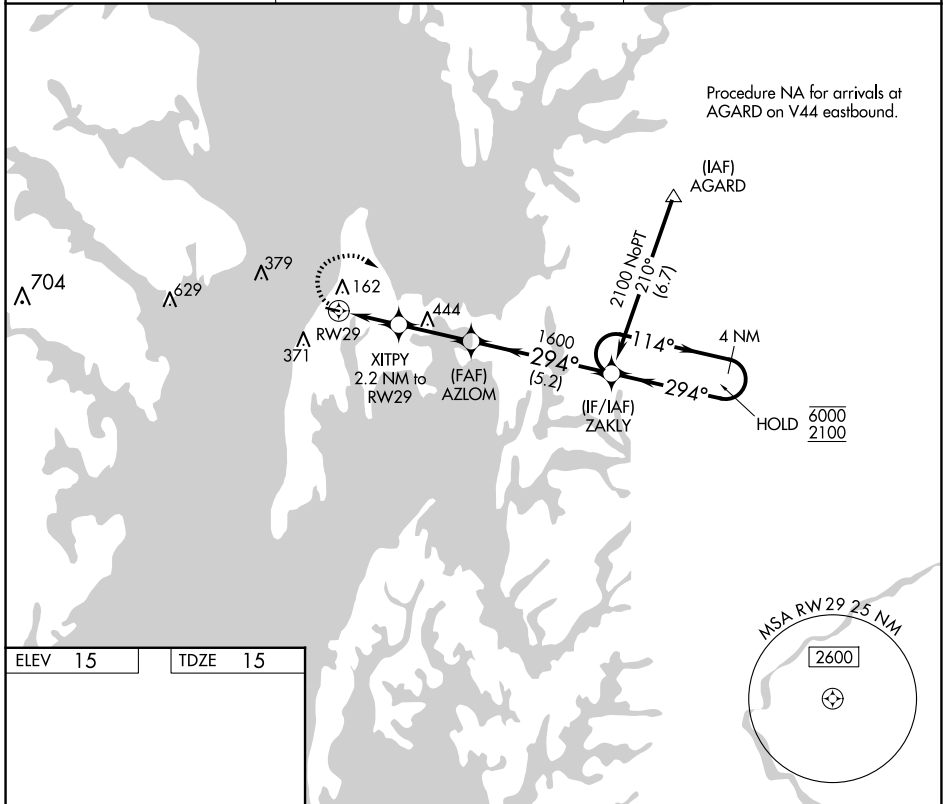 Procedure NA for arrivals at
AGARD on V44 eastbound.
(IAF)
AGARD
2100 NoPT
210°
(6.7)
704
629
379
162
371
RW29
444
XITPY
2.2 NM to
RW29
(FAF)
AZLOM
1600
294°
(5.2)
(IF/IAF)
ZAKLY
114°
4 NM
294°
HOLD
6000
2100
MSA RW29 25 NM
2600
ELEV 15
TDZE 15